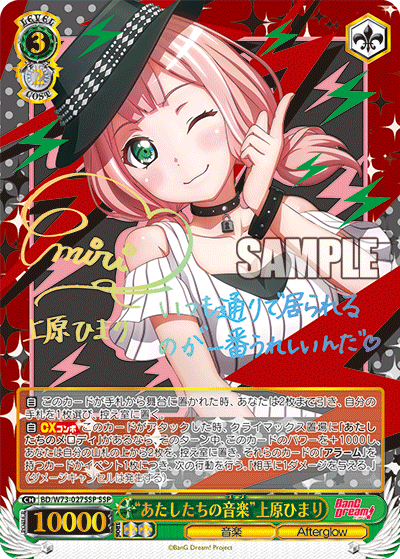 LEVEL
3
2
COST
SAMPLE
上原ひまり
いつも通りで居られる
のが一番うれしいんだ♡
自 このカードが手札から舞台に置かれた時、あなたは2枚まで引き、自分の
手札を1枚選び、控え室に置く。
自 CXコンボ このカードがアタックした時、クライマックス置場に「あたし
たちのメロディ」があるなら、そのターン中、このカードのパワーを+1000し、
あなたは自分の山札の上から2枚を、控え室に置き、それらのカードの「アラーム」を
持つカードかイベント1枚につき、次の行動を行う。『相手に1ダメージを与える。』
(ダメージキャンセルは発生する)
CH BD/W73-027SSP SSP
"あたしたちの音楽"上原ひまり
BanG Dream!
10000
音楽 Afterglow
©BanG Dream! Project